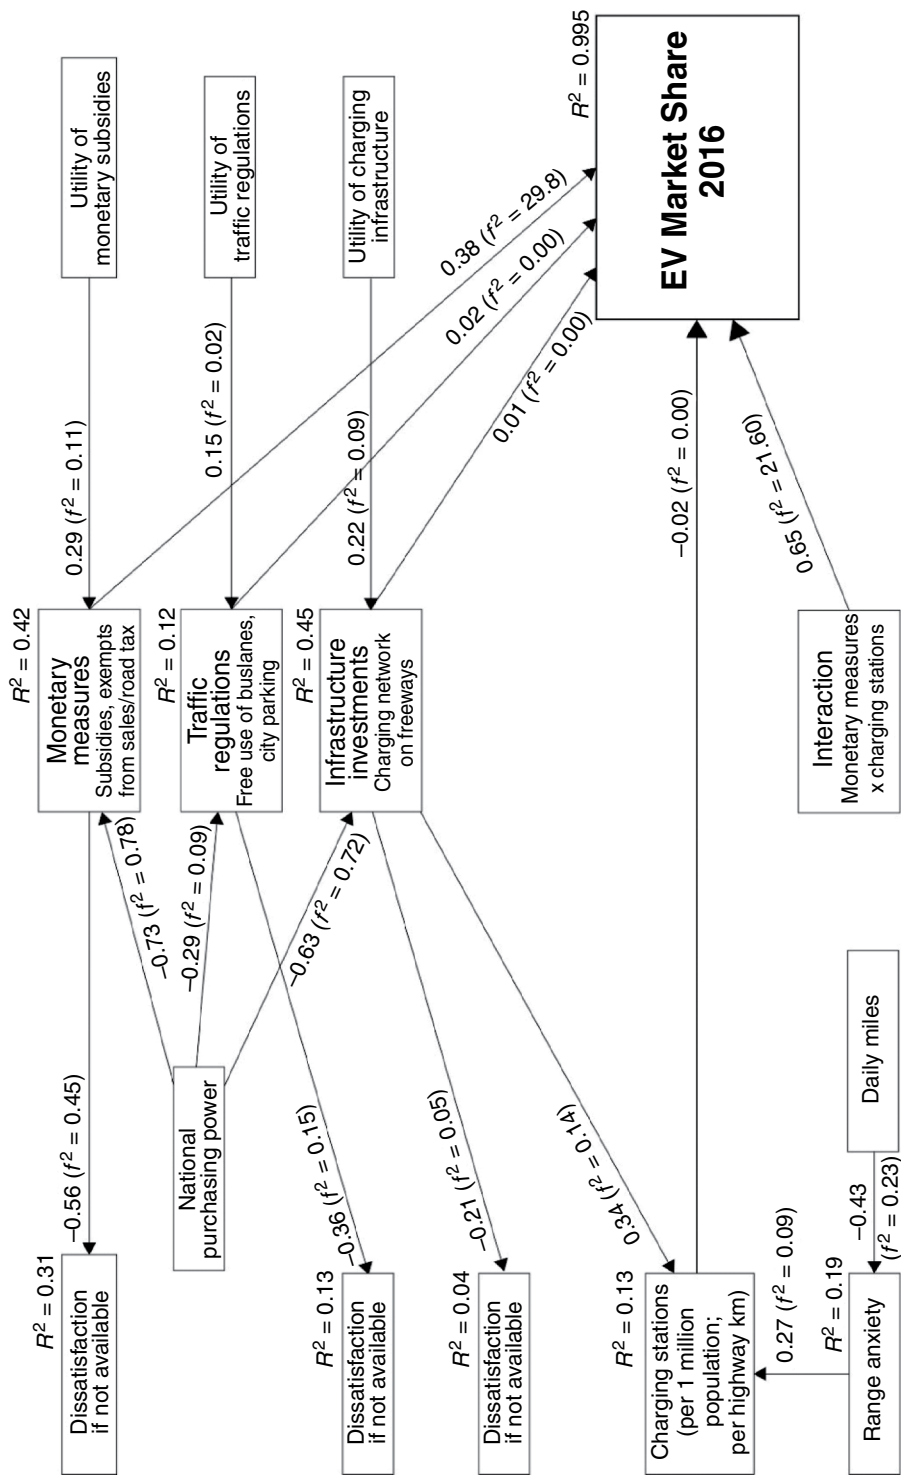 R² = 0.31
Dissatisfaction
if not available
–0.56 (f² = 0.45)
R² = 0.42
Monetary
measures
Subsidies, exempts
from sales/road tax
0.29 (f² = 0.11)
Utility of
monetary subsidies
National
purchasing power
–0.73 (f² = 0.78)
–0.29 (f² = 0.09)
–0.63 (f² = 0.72)
R² = 0.12
Traffic
regulations
Free use of buslanes,
city parking
0.15 (f² = 0.02)
Utility of
traffic regulations
R² = 0.13
Dissatisfaction
if not available
–0.36 (f² = 0.15)
R² = 0.45
Infrastructure
investments
Charging network
on freeways
0.22 (f² = 0.09)
Utility of charging
infrastructure
R² = 0.04
Dissatisfaction
if not available
–0.21 (f² = 0.05)
0.34 (f² = 0.14)
0.38 (f² = 29.8)
0.02 (f² = 0.00)
0.01 (f² = 0.00)
R² = 0.995
EV Market Share
2016
R² = 0.13
Charging stations
(per 1 million
population;
per highway km)
–0.02 (f² = 0.00)
0.65 (f² = 21.60)
0.27 (f² = 0.09)
R² = 0.19
Range anxiety
–0.43
(f² = 0.23)
Daily miles
Interaction
Monetary measures
x charging stations